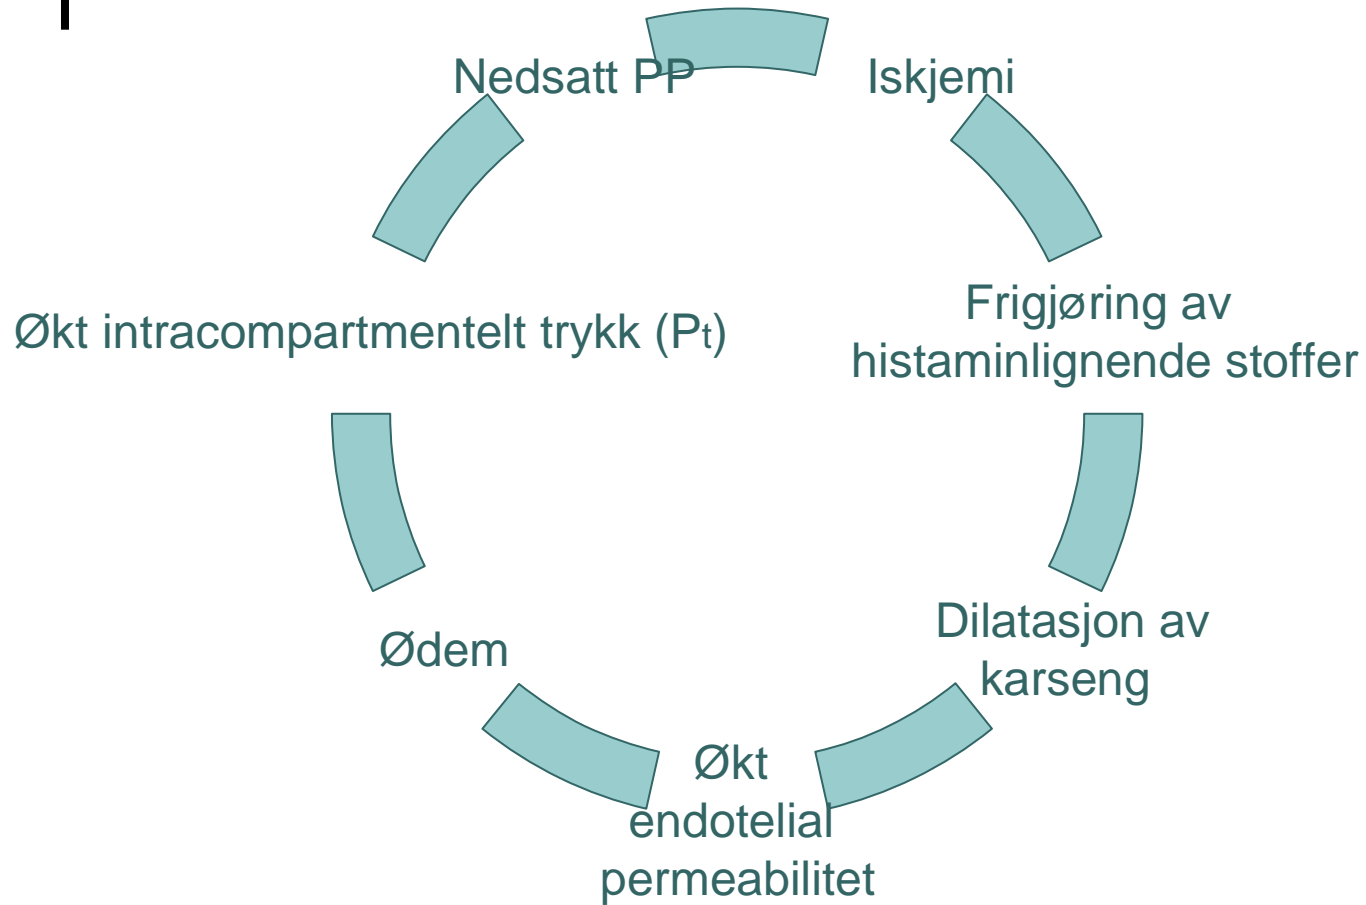 Nedsatt PP
Iskjemi
Frigjøring av
histaminlignende stoffer
Økt intracompartmentelt trykk (Pt)
Dilatasjon av
karseng
Ødem
Økt
endotelial
permeabilitet